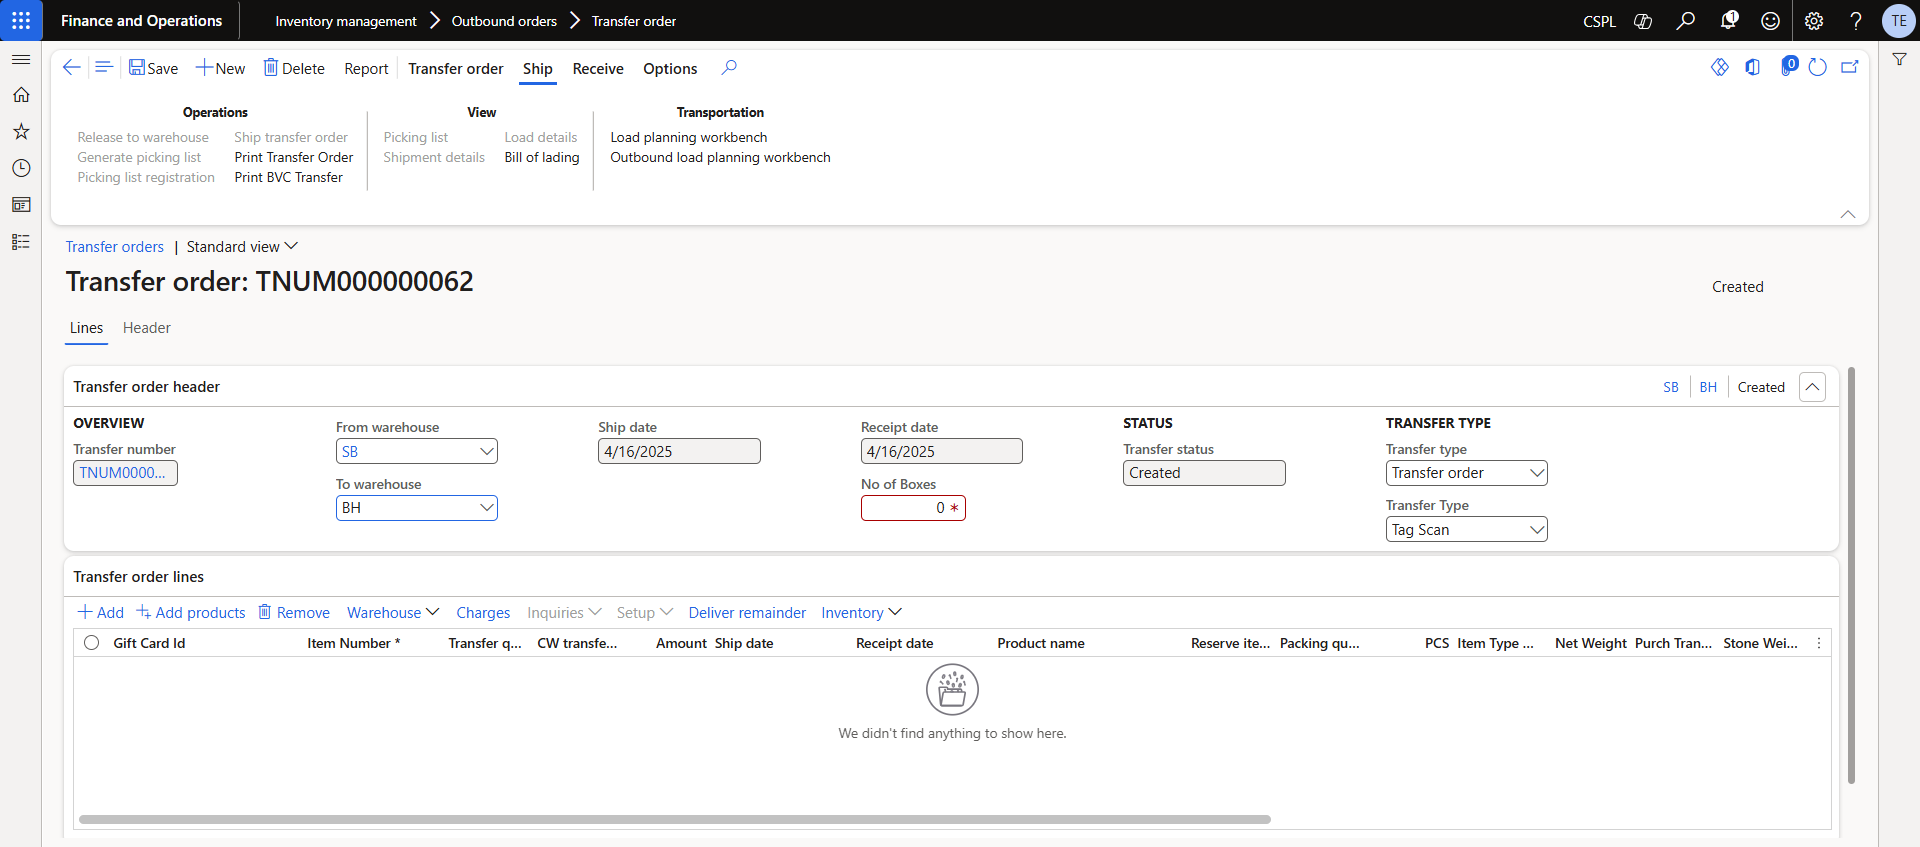 Finance and Operations
Inventory management
Outbound orders
Transfer order
CSPL
1
TE
Save
New
Delete
Report
Transfer order
Ship
Receive
Options
0
Operations
Release to warehouse
Generate picking list
Picking list registration
Ship transfer order
Print Transfer Order
Print BVC Transfer
View
Picking list
Shipment details
Load details
Bill of lading
Transportation
Load planning workbench
Outbound load planning workbench
Transfer orders | Standard view
Transfer order: TNUM000000062
Created
Lines
Header
Transfer order header
SB
BH
Created
OVERVIEW
Transfer number
TNUM0000...
From warehouse
SB
To warehouse
BH
Ship date
4/16/2025
Receipt date
4/16/2025
No of Boxes
0 *
STATUS
Transfer status
Created
TRANSFER TYPE
Transfer type
Transfer order
Transfer Type
Tag Scan
Transfer order lines
Add
Add products
Remove
Warehouse
Charges
Inquiries
Setup
Deliver remainder
Inventory
Gift Card Id
Item Number *
Transfer q...
CW transfe...
Amount
Ship date
Receipt date
Product name
Reserve ite...
Packing qu...
PCS
Item Type ...
Net Weight
Purch Tran...
Stone Wei...
We didn't find anything to show here.